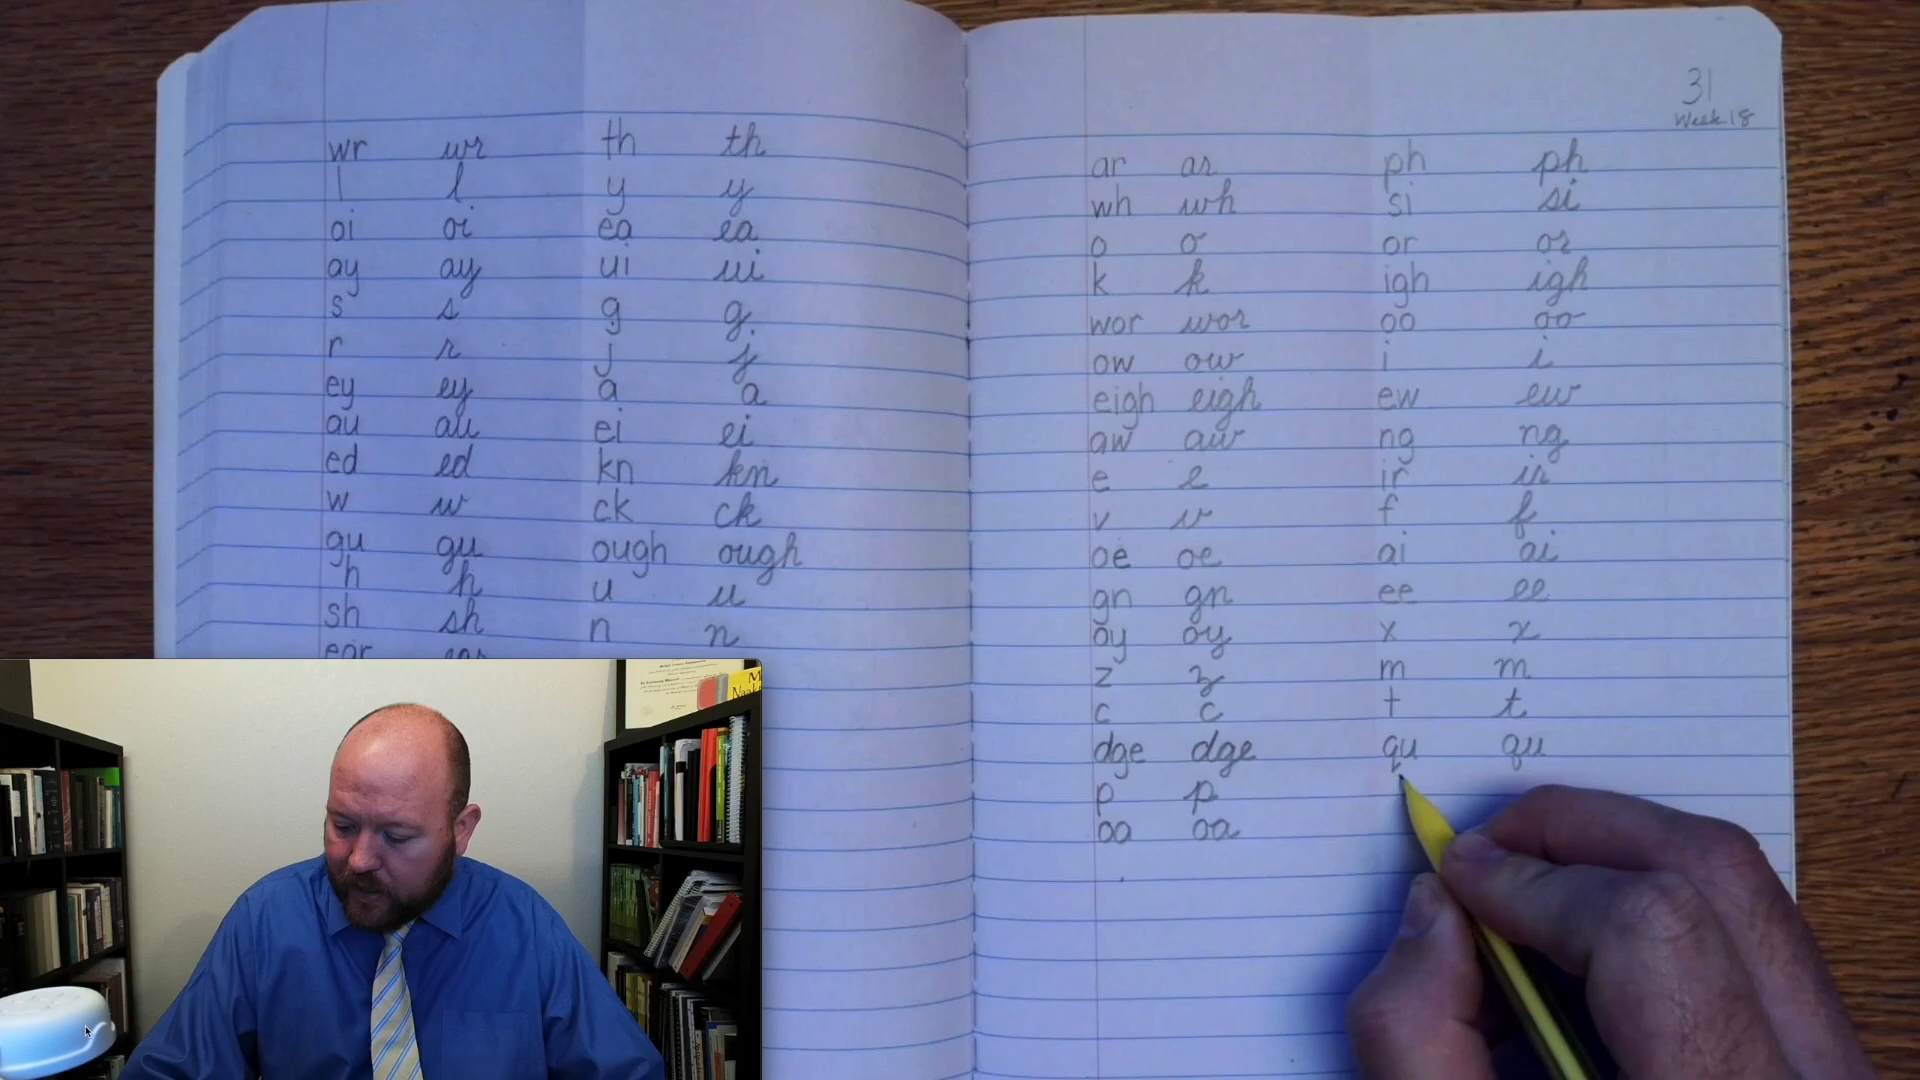 31
Week 18
wr wr th th
l l y y
oi oi ea ea
ay ay ui ui
s s g g
r r j j
ey ey a a
au au ei ei
ed ed kn kn
w w ck ck
gu gu ough ough
h h u u
sh sh n n
ear ear
ar ar ph ph
wh wh si si
o o or or
k k igh igh
wor wor oo oo
ow ow i i
eigh eigh ew ew
aw aw ng ng
e e ir ir
v v f f
oe oe ai ai
gn gn ee ee
oy oy x x
z z m m
c c t t
dge dge qu qu
p p
oa oa